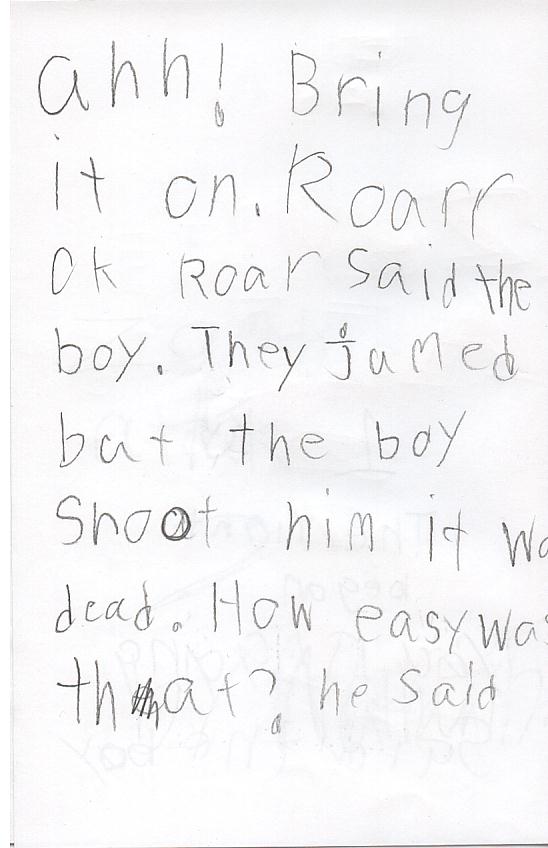 ahh! Bring
it on. Roarr
Ok Roar Said the
boy. They jamed
but the boy
Shoot him it wa
dead. How easy was
that? he said